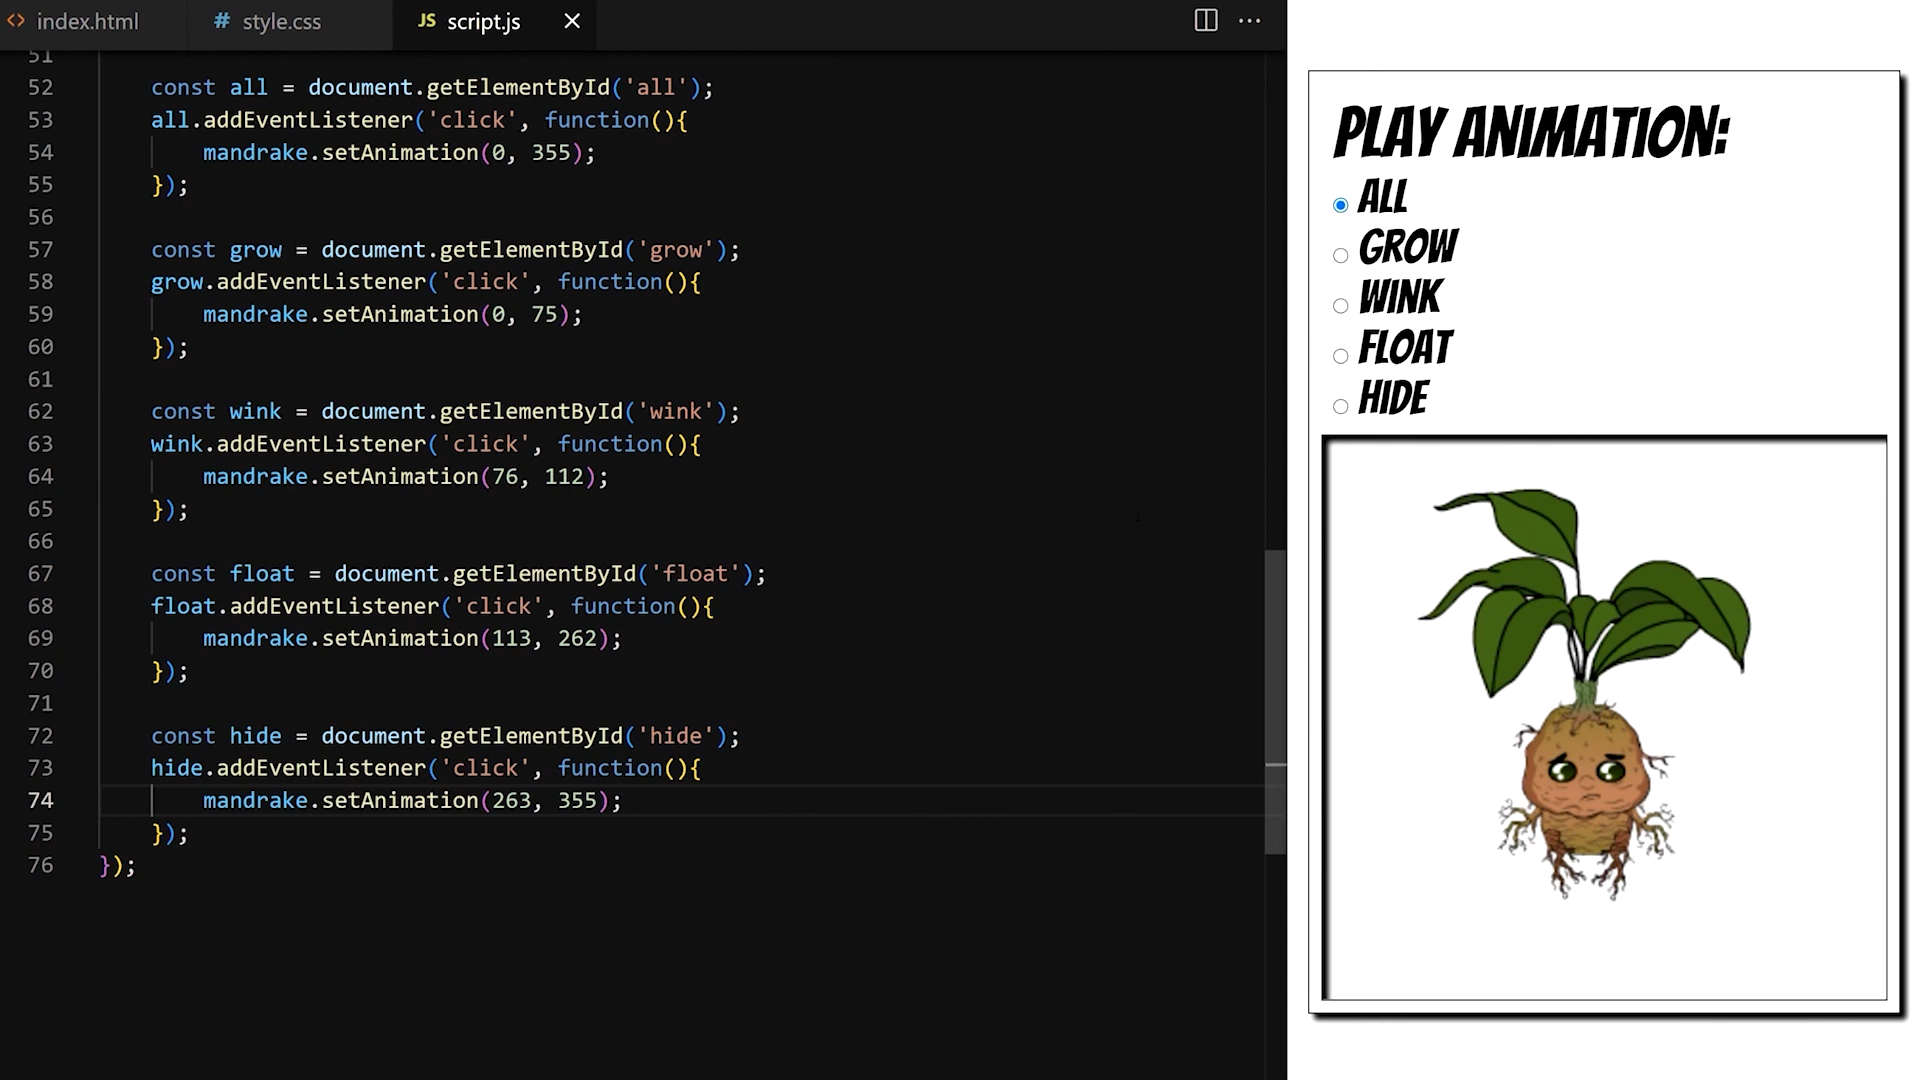 index.html
# style.css
JS script.js
51
52 const all = document.getElementById('all');
53 all.addEventListener('click', function(){
54 mandrake.setAnimation(0, 355);
55 });
56
57 const grow = document.getElementById('grow');
58 grow.addEventListener('click', function(){
59 mandrake.setAnimation(0, 75);
60 });
61
62 const wink = document.getElementById('wink');
63 wink.addEventListener('click', function(){
64 mandrake.setAnimation(76, 112);
65 });
66
67 const float = document.getElementById('float');
68 float.addEventListener('click', function(){
69 mandrake.setAnimation(113, 262);
70 });
71
72 const hide = document.getElementById('hide');
73 hide.addEventListener('click', function(){
74 mandrake.setAnimation(263, 355);
75 });
76 });
PLAY ANIMATION:
ALL
GROW
WINK
FLOAT
HIDE